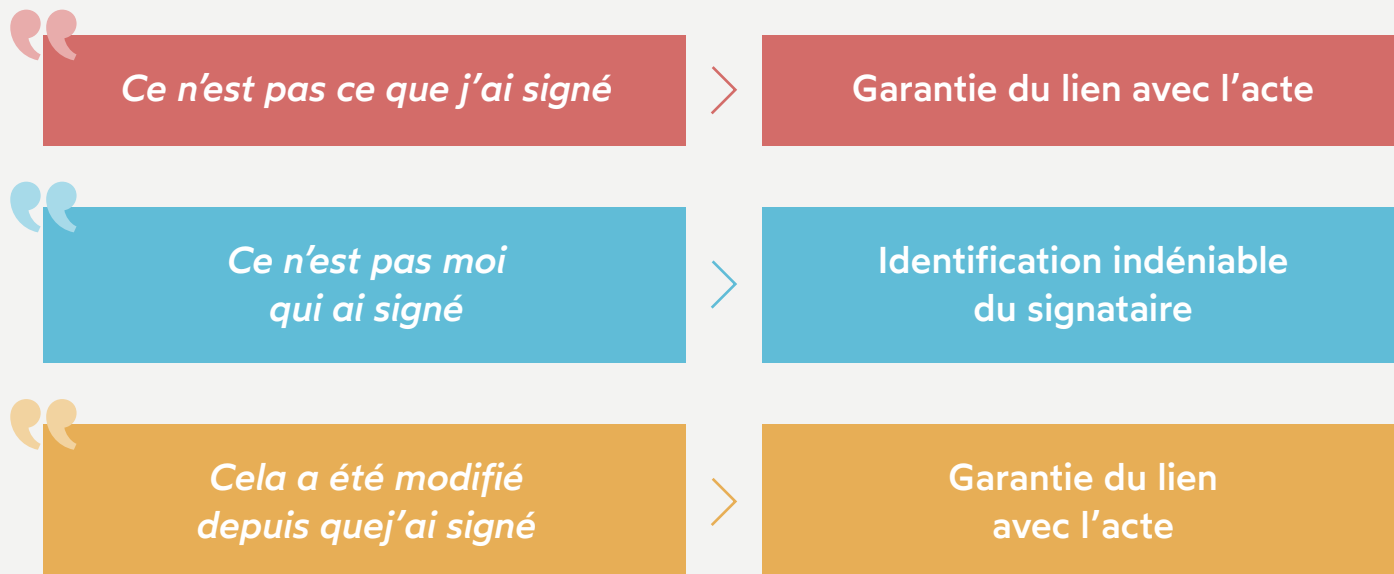 Ce n’est pas ce que j’ai signé
Garantie du lien avec l’acte
Ce n’est pas moi
qui ai signé
Identification indéniable
du signataire
Cela a été modifié
depuis quej’ai signé
Garantie du lien
avec l’acte